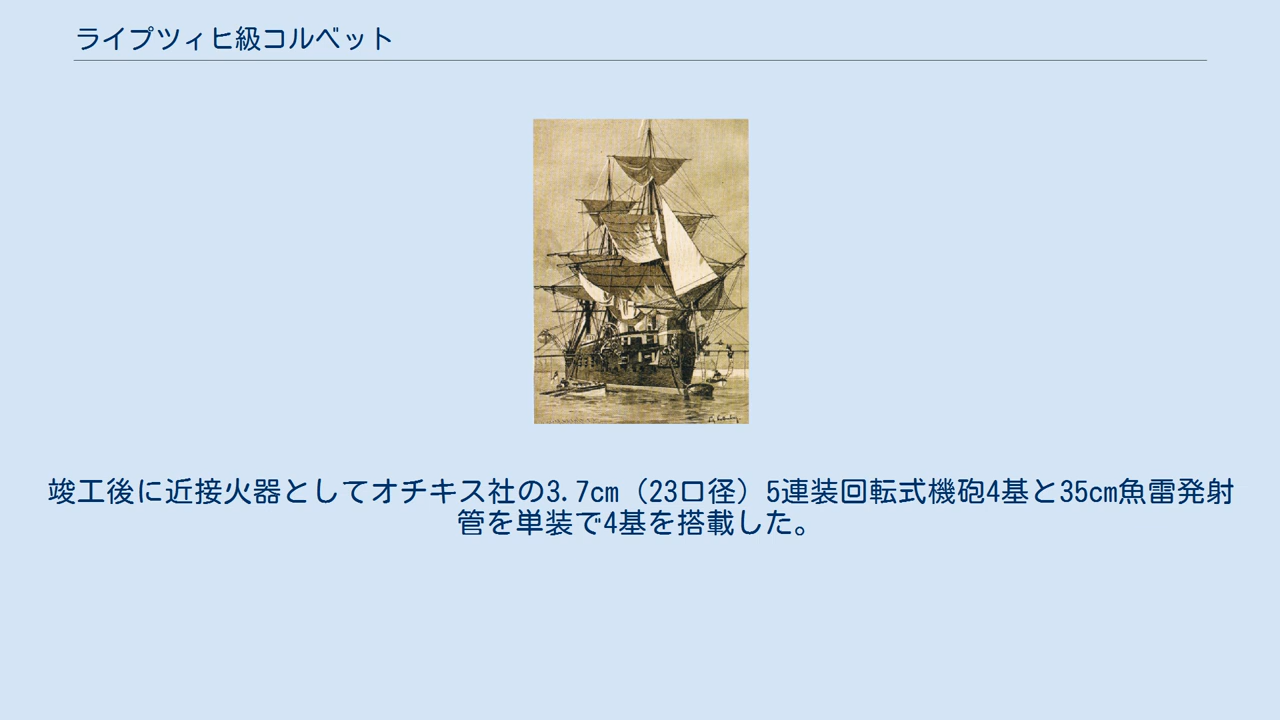 ライプツィヒ級コルベット
竣工後に近接火器としてオチキス社の3.7cm（23口径）5連装回転式機砲4基と35cm魚雷発射
管を単装で4基を搭載した。